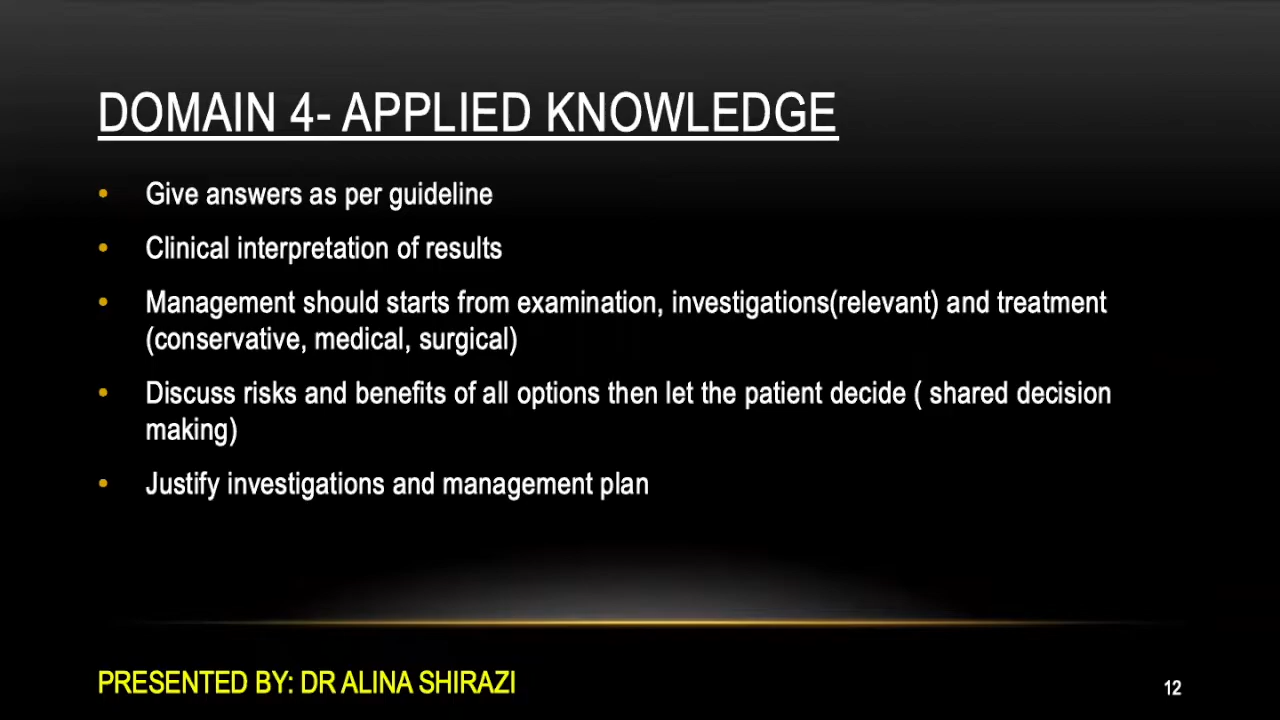 DOMAIN 4- APPLIED KNOWLEDGE
• Give answers as per guideline
• Clinical interpretation of results
• Management should starts from examination, investigations(relevant) and treatment
(conservative, medical, surgical)
• Discuss risks and benefits of all options then let the patient decide ( shared decision
making)
• Justify investigations and management plan
PRESENTED BY: DR ALINA SHIRAZI
12